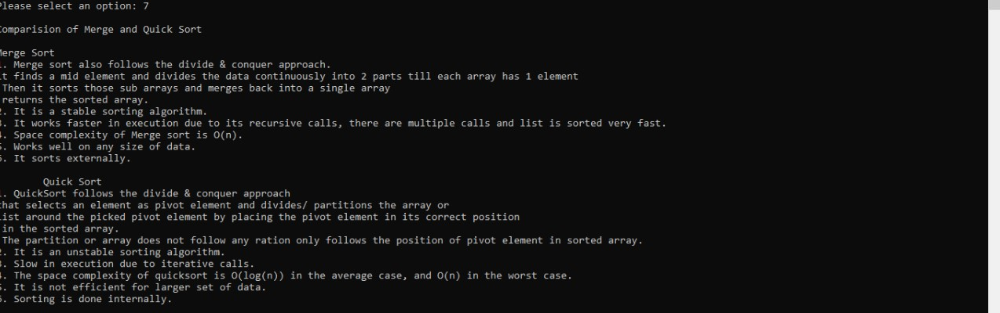 Please select an option: 7
Comparision of Merge and Quick Sort
Merge Sort
1. Merge sort also follows the divide & conquer approach.
it finds a mid element and divides the data continuously into 2 parts till each array has 1 element
Then it sorts those sub arrays and merges back into a single array
returns the sorted array.
2. It is a stable sorting algorithm.
3. It works faster in execution due to its recursive calls, there are multiple calls and list is sorted very fast.
4. Space complexity of Merge sort is O(n).
5. Works well on any size of data.
6. It sorts externally.
Quick Sort
1. QuickSort follows the divide & conquer approach
that selects an element as pivot element and divides/ partitions the array or
list around the picked pivot element by placing the pivot element in its correct position
in the sorted array.
The partition or array does not follow any ration only follows the position of pivot element in sorted array.
2. It is an unstable sorting algorithm.
3. Slow in execution due to iterative calls.
4. The space complexity of quicksort is O(log(n)) in the average case, and O(n) in the worst case.
5. It is not efficient for larger set of data.
6. Sorting is done internally.